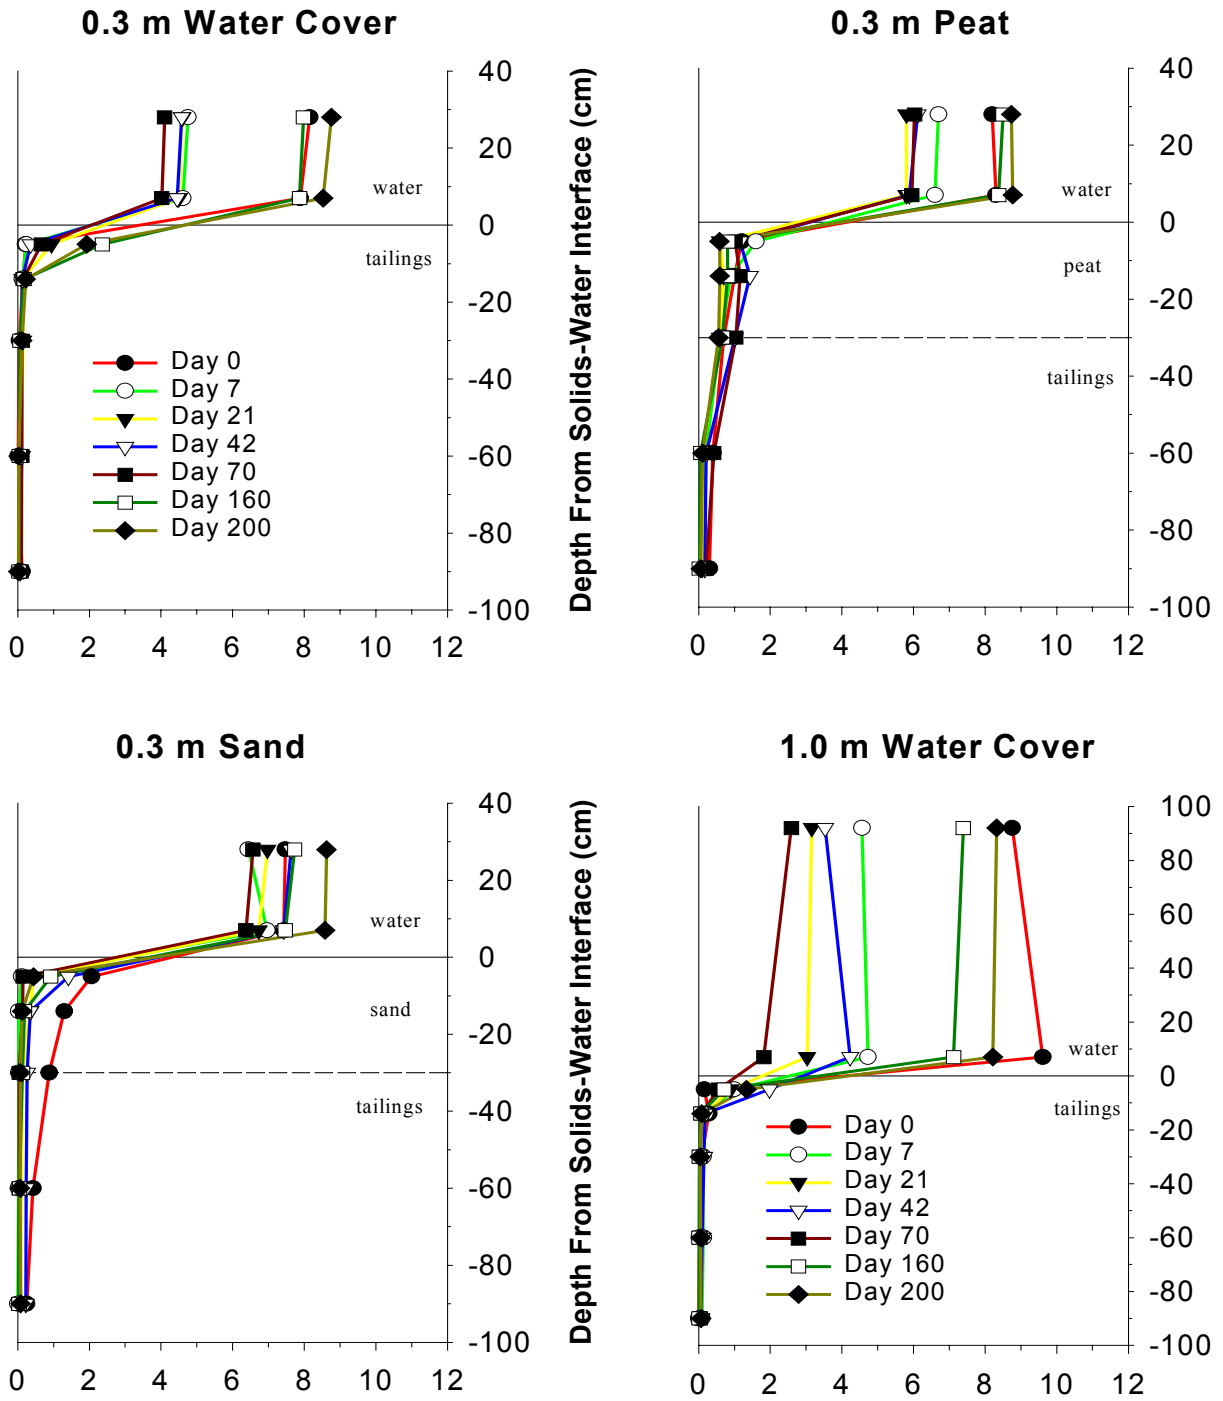 0.3 m Water Cover
40
20
0
-20
-40
-60
-80
-100
water
tailings
Day 0
Day 7
Day 21
Day 42
Day 70
Day 160
Day 200
0 2 4 6 8 10 12
Depth From Solids-Water Interface (cm)
0.3 m Peat
40
20
0
-20
-40
-60
-80
-100
water
peat
tailings
0 2 4 6 8 10 12
0.3 m Sand
40
20
0
-20
-40
-60
-80
-100
water
sand
tailings
0 2 4 6 8 10 12
Depth From Solids-Water Interface (cm)
1.0 m Water Cover
100
80
60
40
20
0
-20
-40
-60
-80
-100
water
tailings
Day 0
Day 7
Day 21
Day 42
Day 70
Day 160
Day 200
0 2 4 6 8 10 12